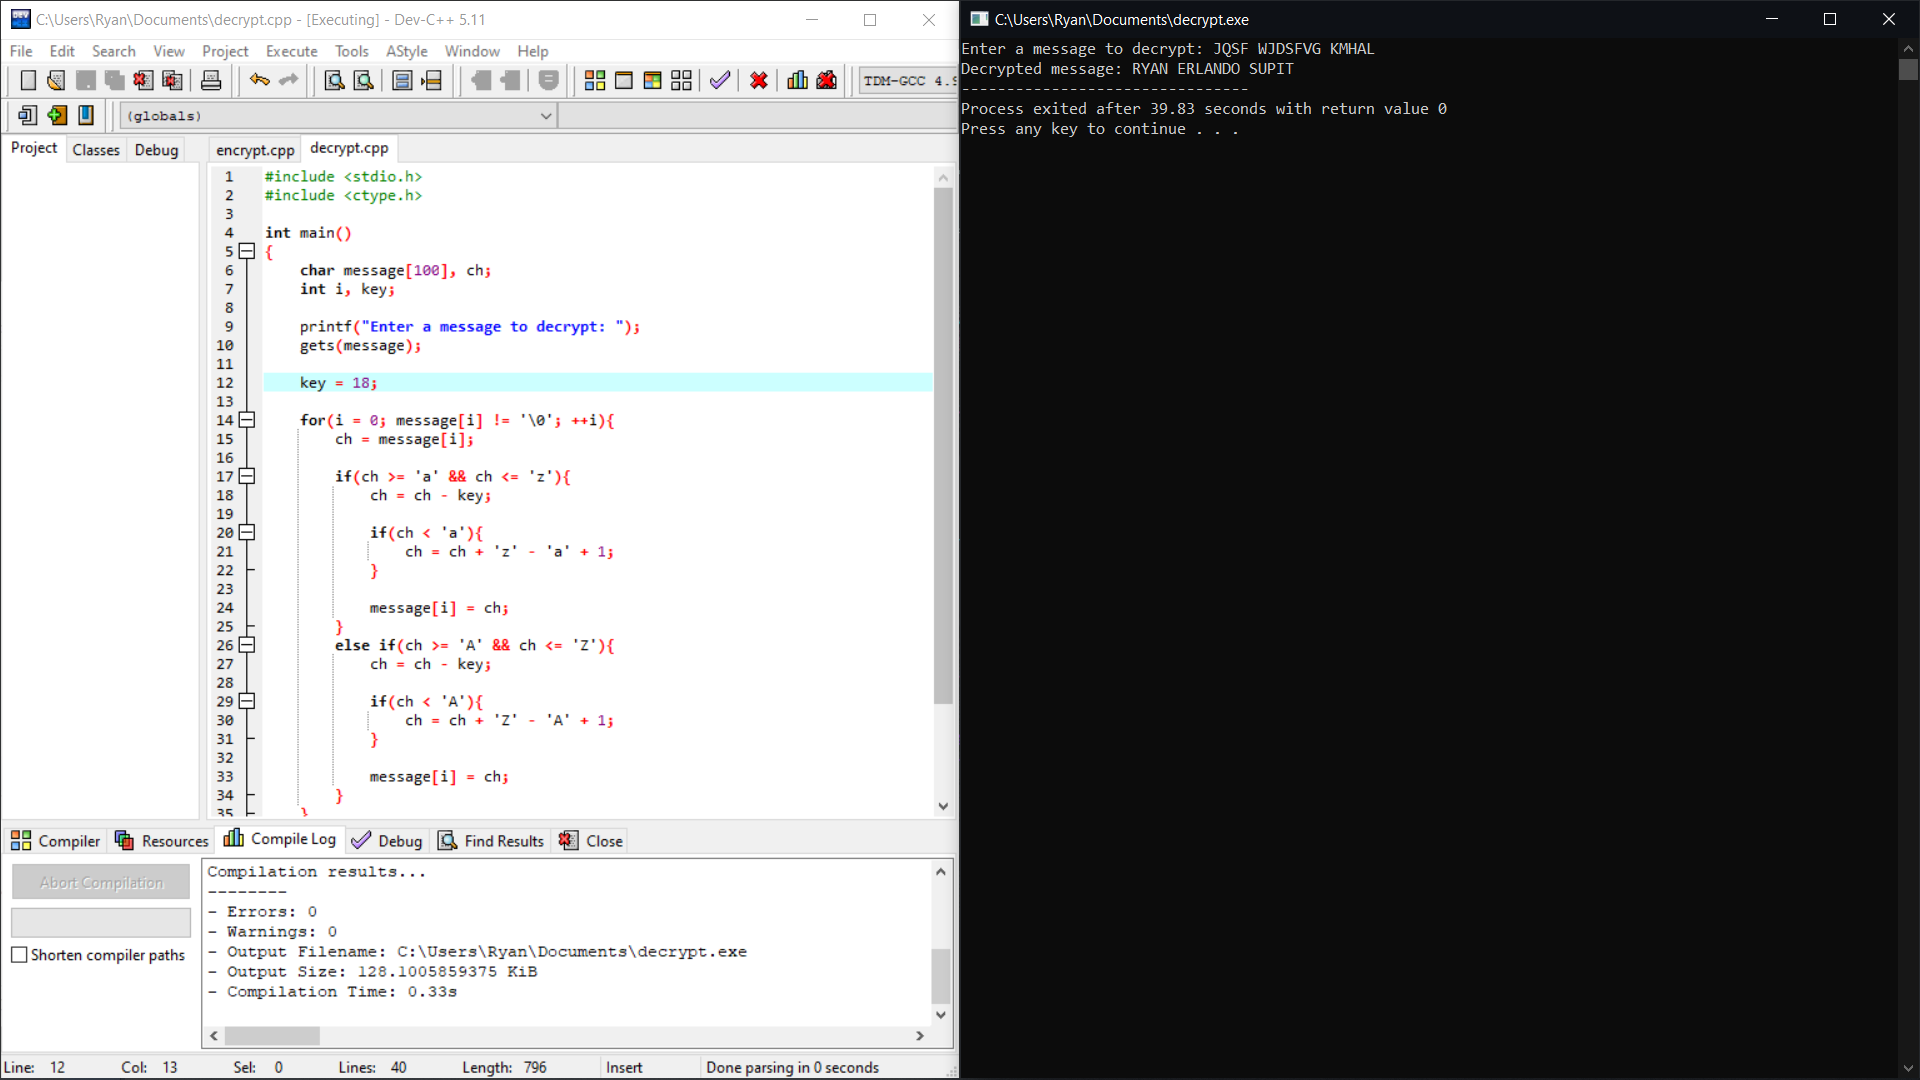 C:\Users\Ryan\Documents\decrypt.cpp - [Executing] - Dev-C++ 5.11
File Edit Search View Project Execute Tools AStyle Window Help
TDM-GCC 4.9
(globals)
Project Classes Debug
encrypt.cpp decrypt.cpp
1 #include <stdio.h>
2 #include <ctype.h>
3
4 int main()
5 {
6 char message[100], ch;
7 int i, key;
8
9 printf("Enter a message to decrypt: ");
10 gets(message);
11
12 key = 18;
13
14 for(i = 0; message[i] != '\0'; ++i){
15 ch = message[i];
16
17 if(ch >= 'a' && ch <= 'z'){
18 ch = ch - key;
19
20 if(ch < 'a'){
21 ch = ch + 'z' - 'a' + 1;
22 }
23
24 message[i] = ch;
25 }
26 else if(ch >= 'A' && ch <= 'Z'){
27 ch = ch - key;
28
29 if(ch < 'A'){
30 ch = ch + 'Z' - 'A' + 1;
31 }
32
33 message[i] = ch;
34 }
35 }
Compiler Resources Compile Log Debug Find Results Close
Abort Compilation
Shorten compiler paths
Compilation results...
--------
- Errors: 0
- Warnings: 0
- Output Filename: C:\Users\Ryan\Documents\decrypt.exe
- Output Size: 128.1005859375 KiB
- Compilation Time: 0.33s
Line: 12 Col: 13 Sel: 0 Lines: 40 Length: 796 Insert Done parsing in 0 seconds
C:\Users\Ryan\Documents\decrypt.exe
Enter a message to decrypt: JQSF WJDSFVG KMHAL
Decrypted message: RYAN ERLANDO SUPIT
--------------------------------
Process exited after 39.83 seconds with return value 0
Press any key to continue . . .